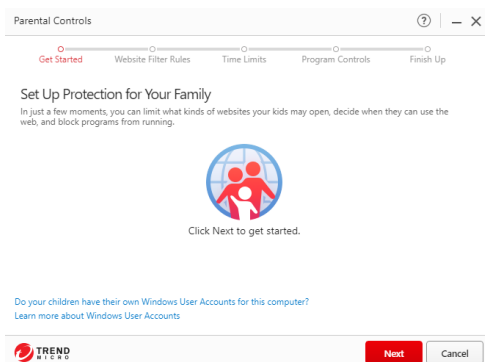 Parental Controls
?
Get Started Website Filter Rules Time Limits Program Controls Finish Up
Set Up Protection for Your Family
In just a few moments, you can limit what kinds of websites your kids may open, decide when they can use the
web, and block programs from running.
Click Next to get started.
Do your children have their own Windows User Accounts for this computer?
Learn more about Windows User Accounts
TREND
MICRO
Next Cancel